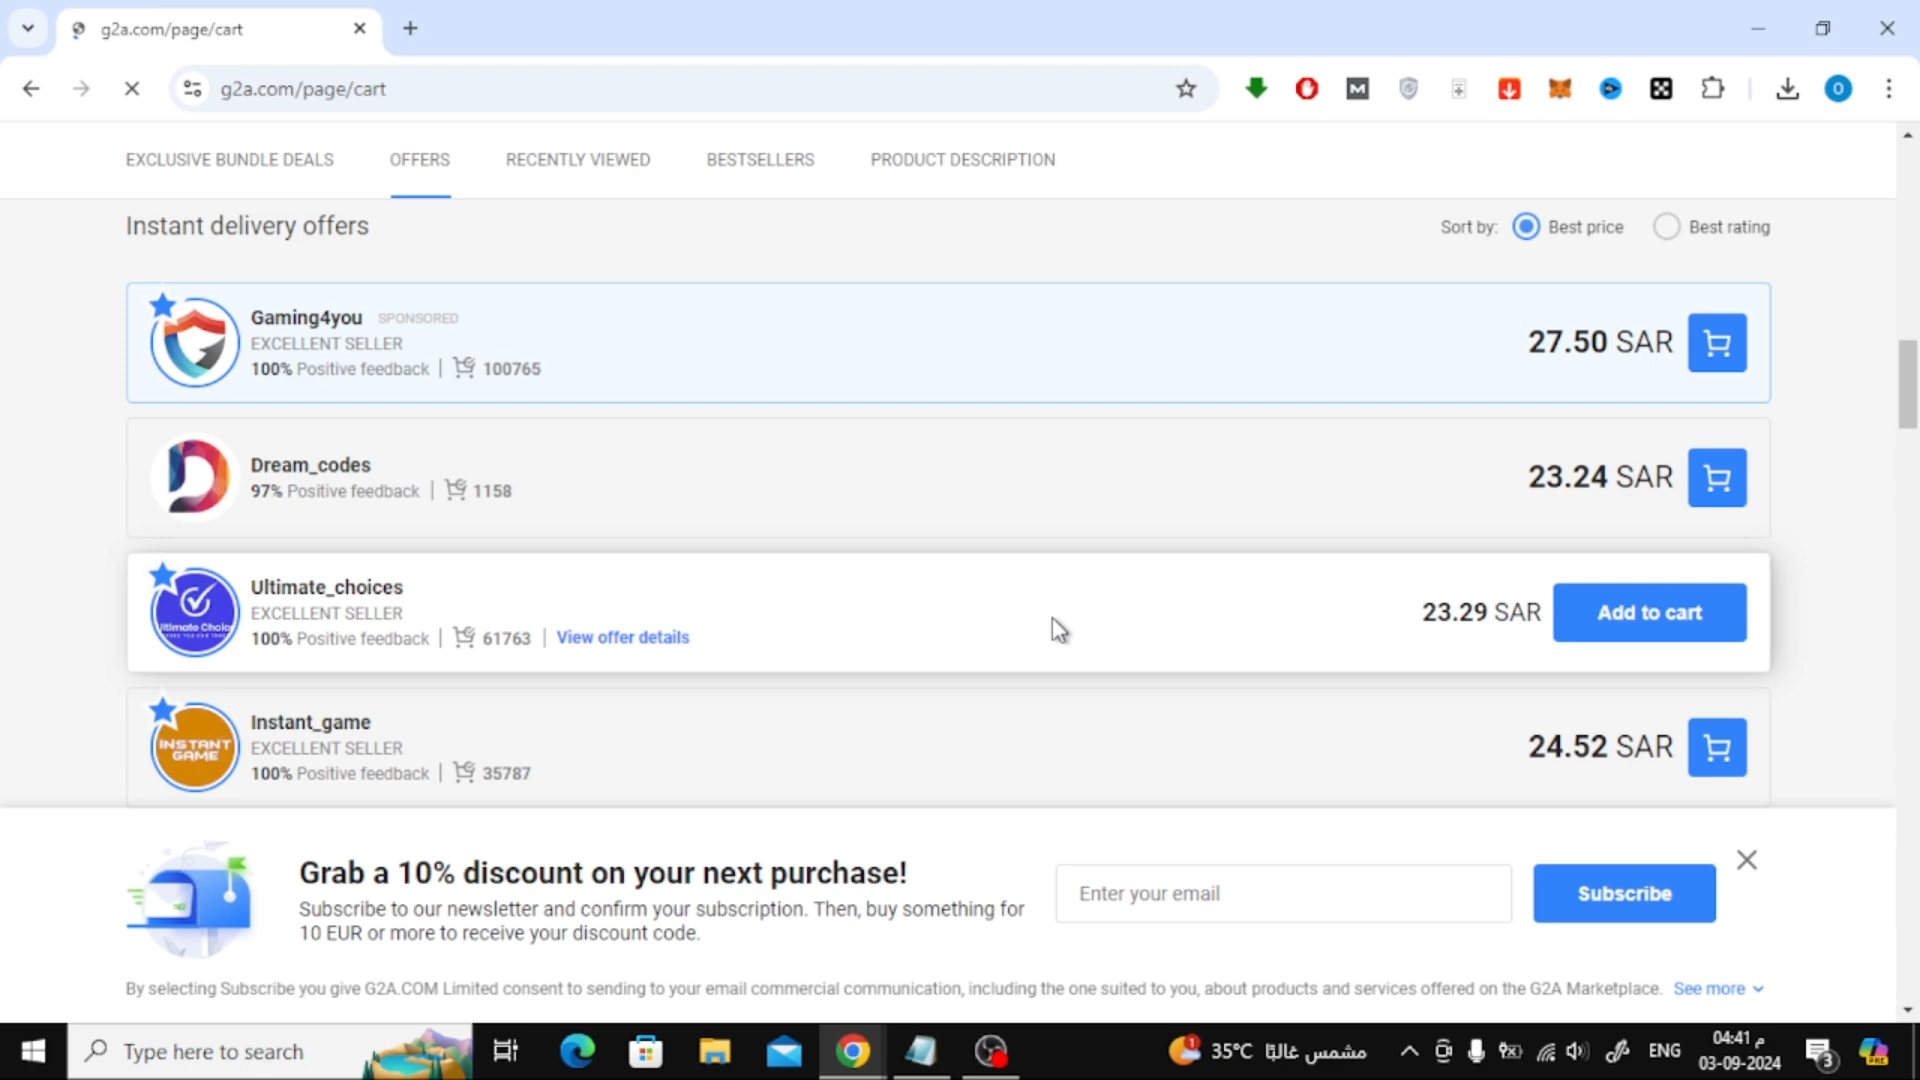 g2a.com/page/cart
g2a.com/page/cart
EXCLUSIVE BUNDLE DEALS OFFERS RECENTLY VIEWED BESTSELLERS PRODUCT DESCRIPTION
Instant delivery offers
Sort by: Best price Best rating
Gaming4you SPONSORED
EXCELLENT SELLER
100% Positive feedback | 100765
27.50 SAR
Dream_codes
97% Positive feedback | 1158
23.24 SAR
Ultimate_choices
EXCELLENT SELLER
100% Positive feedback | 61763 | View offer details
23.29 SAR Add to cart
Instant_game
EXCELLENT SELLER
100% Positive feedback | 35787
24.52 SAR
INSTANT
GAME
Grab a 10% discount on your next purchase!
Subscribe to our newsletter and confirm your subscription. Then, buy something for
10 EUR or more to receive your discount code.
Enter your email
Subscribe
By selecting Subscribe you give G2A.COM Limited consent to sending to your email commercial communication, including the one suited to you, about products and services offered on the G2A Marketplace. See more
Type here to search
1
35°C مشمس غالبًا
ENG
04:41 م
03-09-2024
3